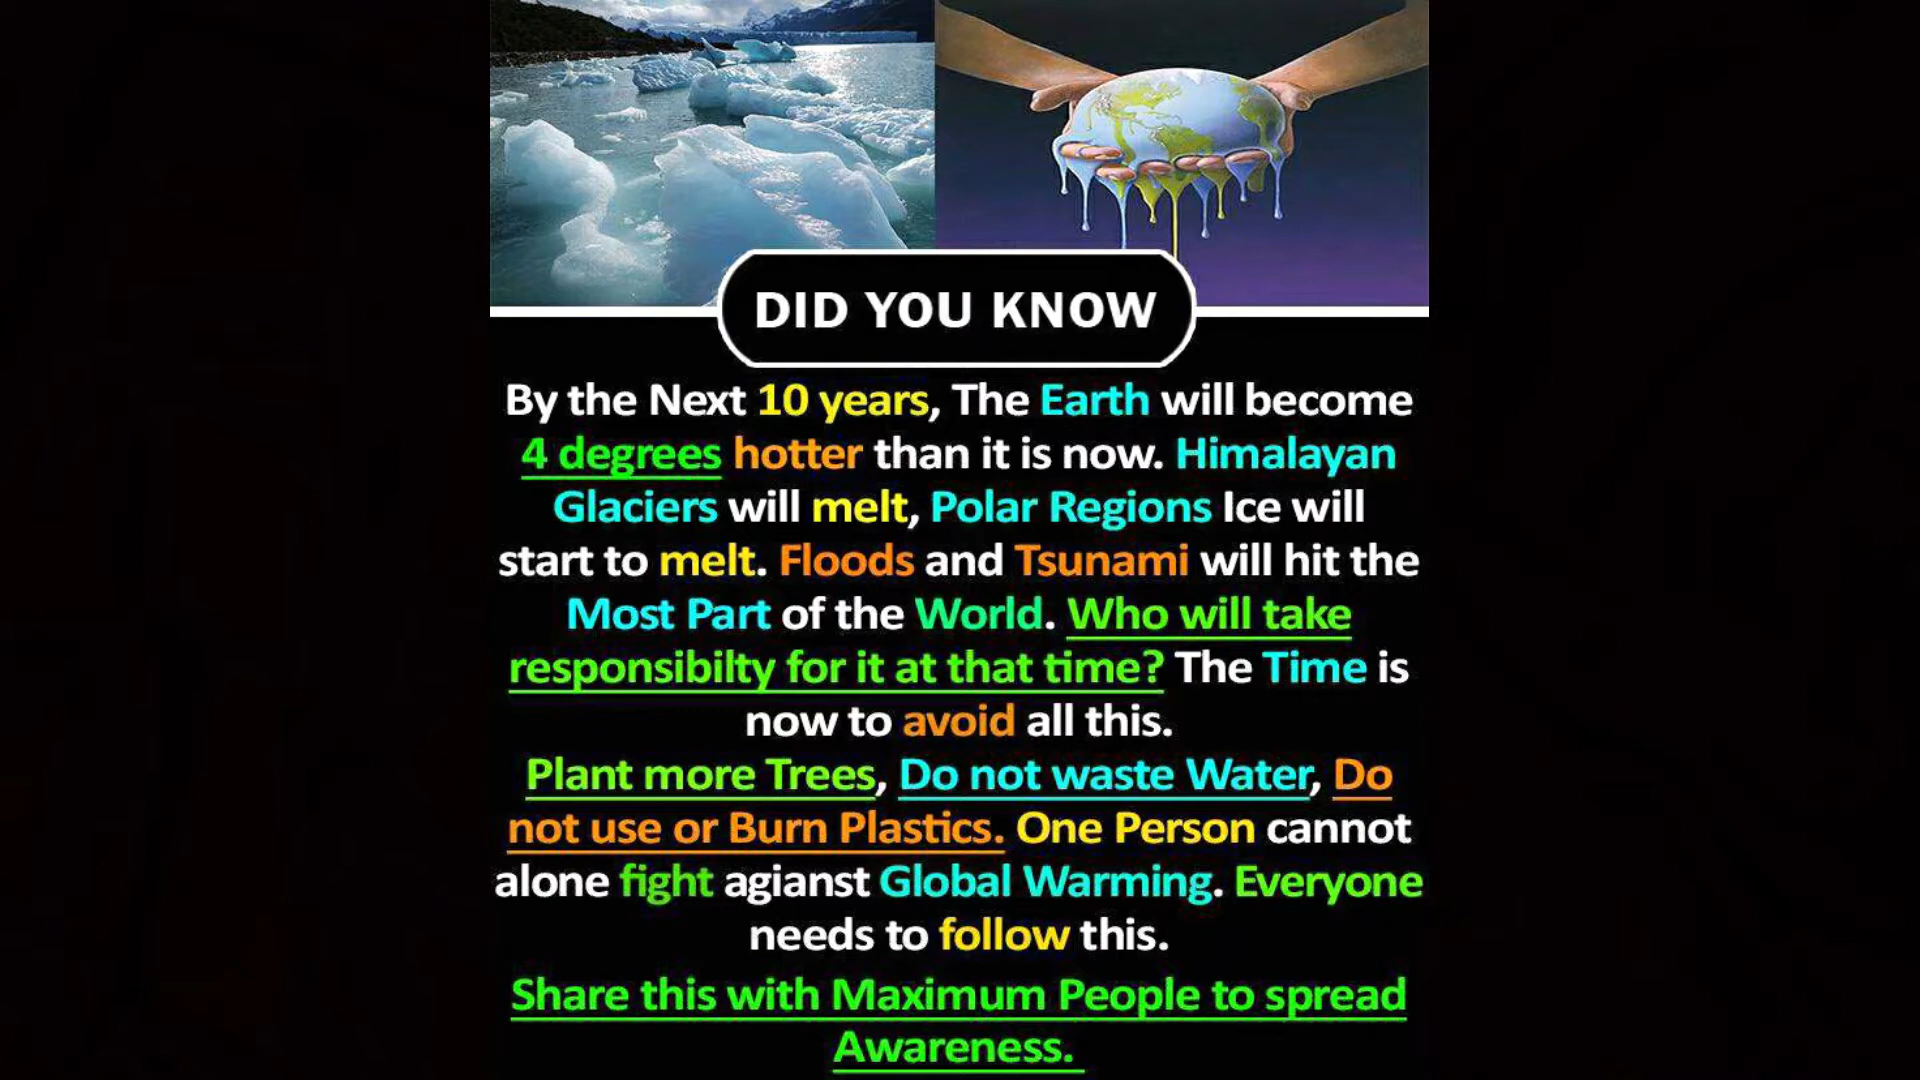 DID YOU KNOW
By the Next 10 years, The Earth will become
4 degrees hotter than it is now. Himalayan
Glaciers will melt, Polar Regions Ice will
start to melt. Floods and Tsunami will hit the
Most Part of the World. Who will take
responsibilty for it at that time? The Time is
now to avoid all this.
Plant more Trees, Do not waste Water, Do
not use or Burn Plastics. One Person cannot
alone fight agianst Global Warming. Everyone
needs to follow this.
Share this with Maximum People to spread
Awareness.